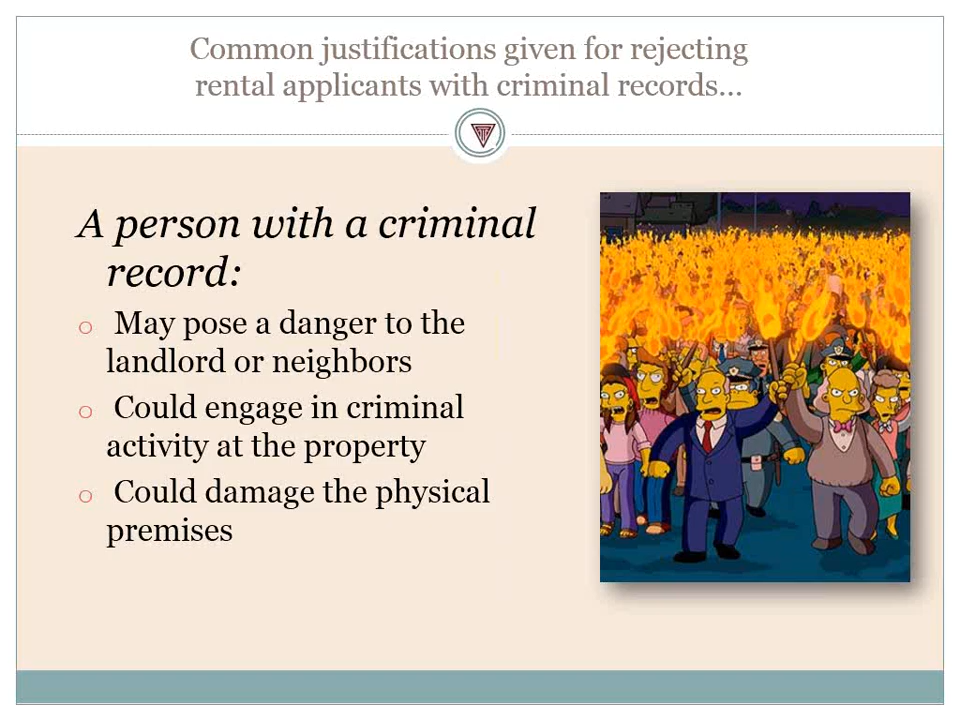 Common justifications given for rejecting
rental applicants with criminal records…
A person with a criminal
record:
o May pose a danger to the
landlord or neighbors
o Could engage in criminal
activity at the property
o Could damage the physical
premises